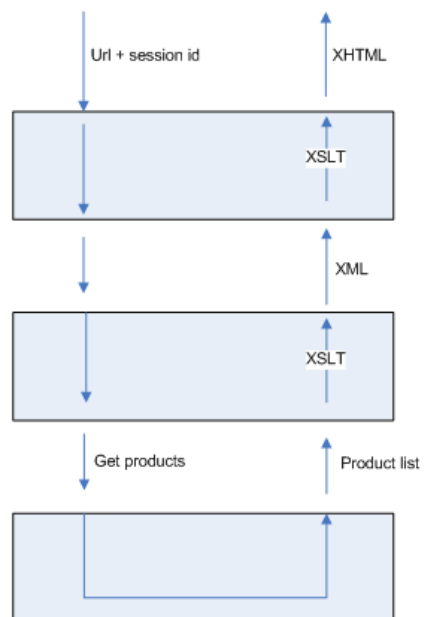 Url + session id
XHTML
XSLT
XML
XSLT
Get products
Product list